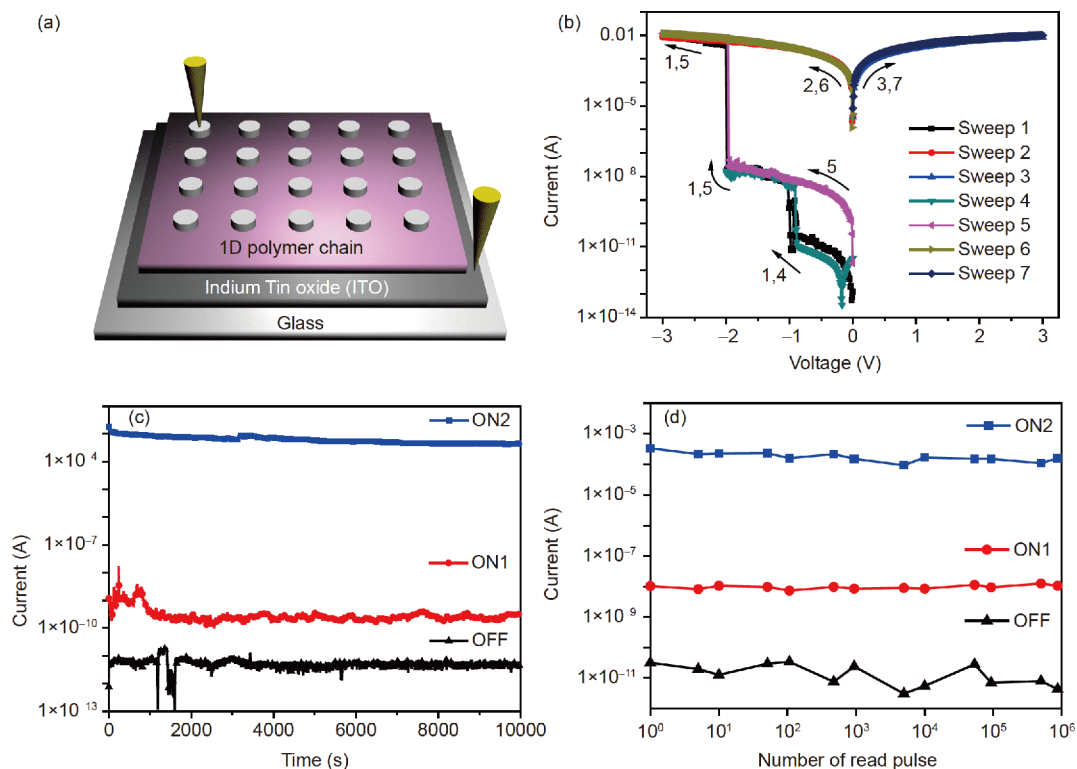 (a)
1D polymer chain
Indium Tin oxide (ITO)
Glass
(b)
Current (A)
0.01
1×10⁻⁵
1×10⁻⁸
1×10⁻¹¹
1×10⁻¹⁴
1,5
2,6
3,7
1,5
5
1,4
Sweep 1
Sweep 2
Sweep 3
Sweep 4
Sweep 5
Sweep 6
Sweep 7
−3 −2 −1 0 1 2 3
Voltage (V)
(c)
Current (A)
1×10 ⁴
1×10⁻⁷
1×10⁻¹⁰
1×10 ¹³
ON2
ON1
OFF
0 2000 4000 6000 8000 10000
Time (s)
(d)
Current (A)
1×10⁻³
1×10⁻⁵
1×10⁻⁷
1×10⁹
1×10⁻¹¹
ON2
ON1
OFF
10⁰ 10¹ 10² 10³ 10⁴ 10⁵ 10⁶
Number of read pulse